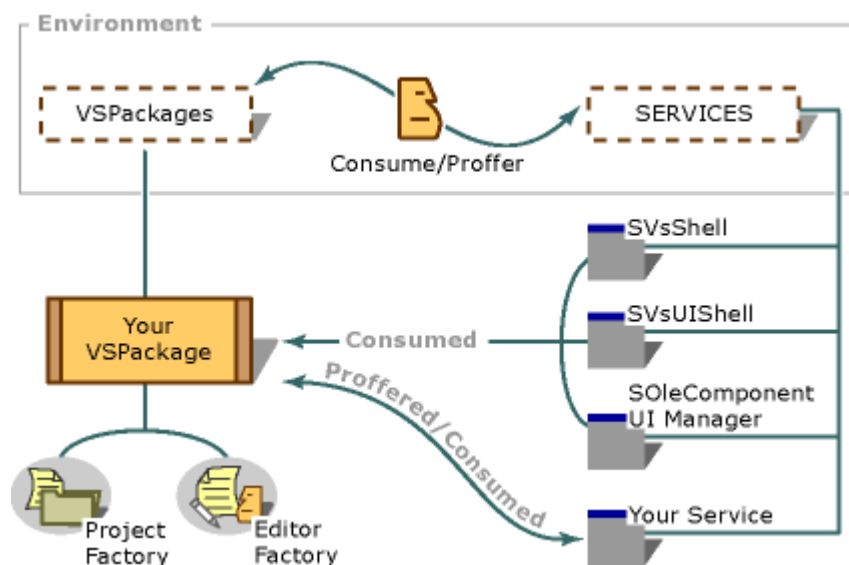 Environment
VSPackages
SERVICES
Consume/Proffer
SVsShell
Your
VSPackage
Consumed
SVsUIShell
Proffered/Consumed
SOleComponent
UI Manager
Your Service
Project
Factory
Editor
Factory